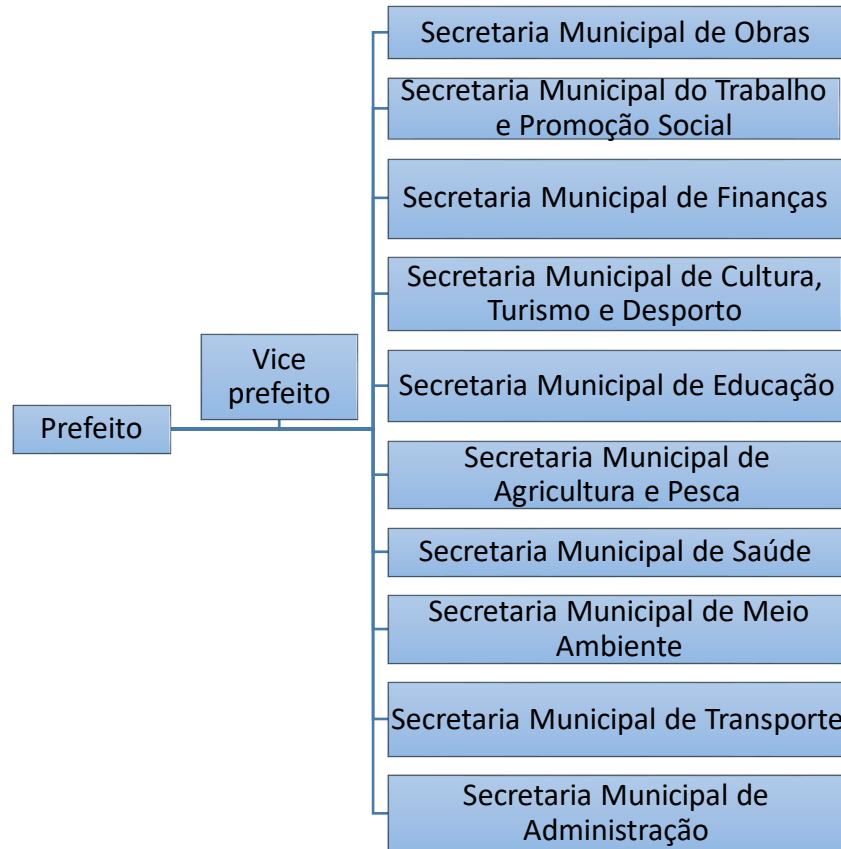 Secretaria Municipal de Obras
Secretaria Municipal do Trabalho
e Promoção Social
Secretaria Municipal de Finanças
Secretaria Municipal de Cultura,
Turismo e Desporto
Vice
prefeito
Secretaria Municipal de Educação
Prefeito
Secretaria Municipal de
Agricultura e Pesca
Secretaria Municipal de Saúde
Secretaria Municipal de Meio
Ambiente
Secretaria Municipal de Transporte
Secretaria Municipal de
Administração